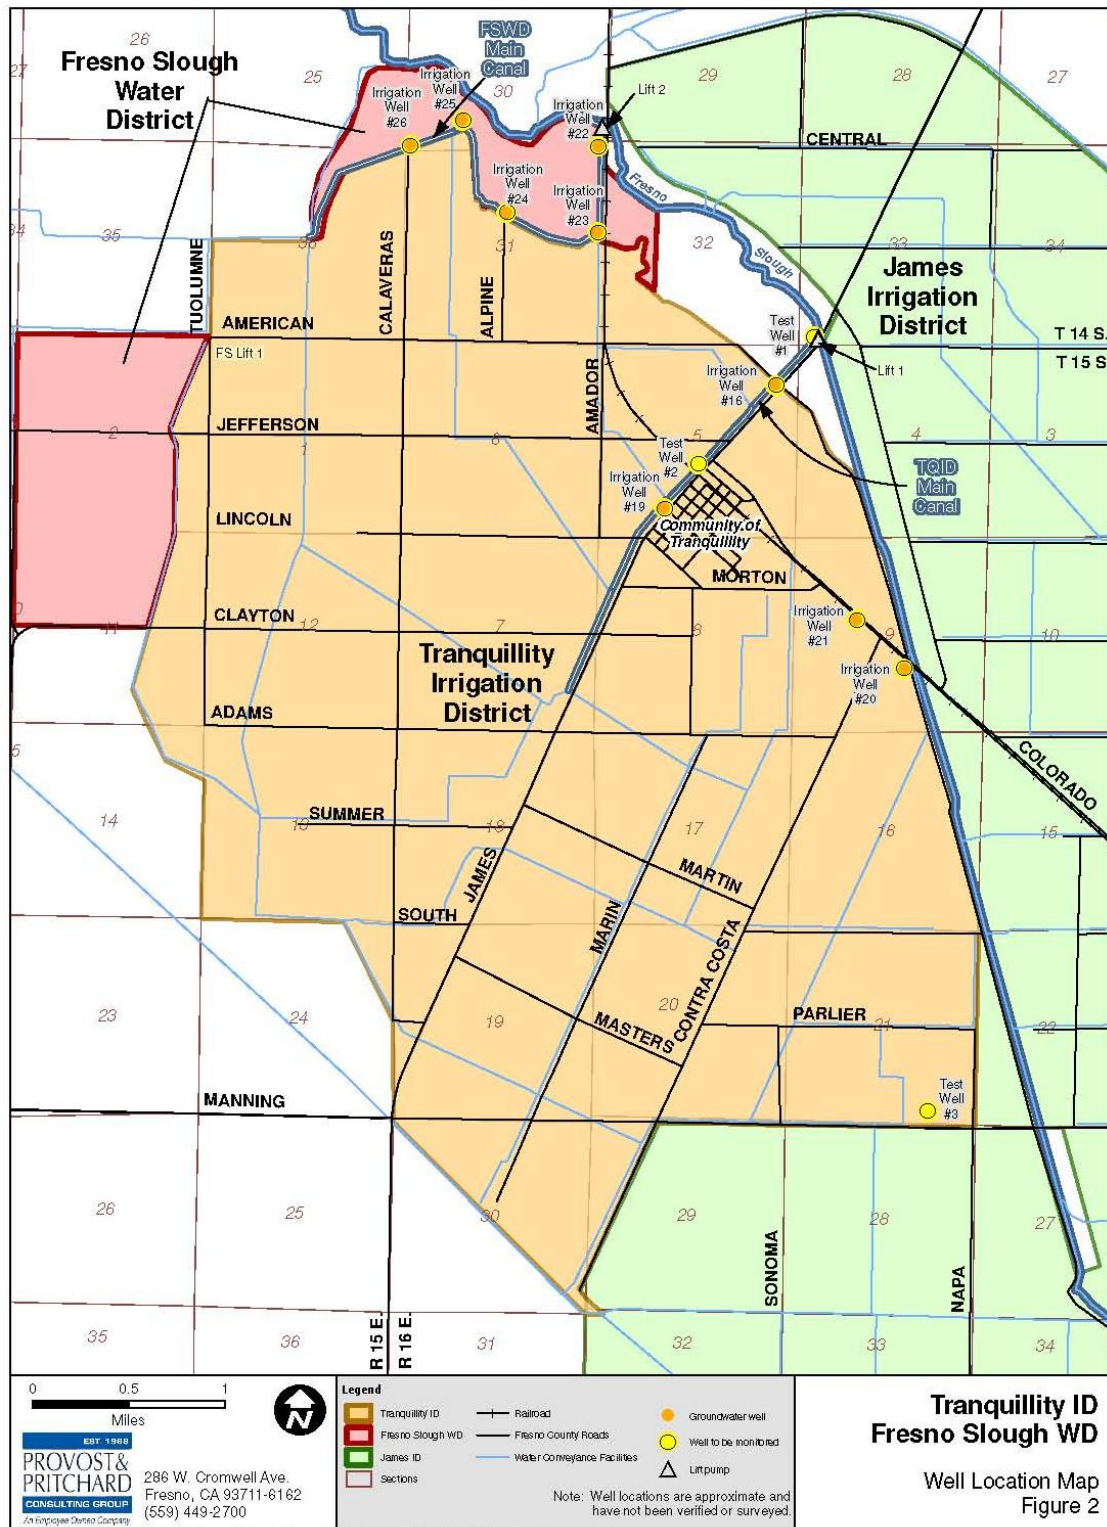 26
27
25
30
29
28
27
Fresno Slough
Water
District
FSWD
Main
Canal
Irrigation
Well
#25
Irrigation
Well
#26
Irrigation
Well
#22
Lift 2
CENTRAL
Irrigation
Well
#24
Irrigation
Well
#23
Fresno
Slough
34
35
36
31
32
33
34
TUOLUMNE
CALAVERAS
ALPINE
AMADOR
James
Irrigation
District
AMERICAN
FS Lift 1
Test
Well
#1
Lift 1
T 14 S.
T 15 S
Irrigation
Well
#16
2
JEFFERSON
1
6
5
4
3
Test
Well
#2
TQID
Main
Canal
Irrigation
Well
#19
LINCOLN
Community of
Tranquillity
MORTON
CLAYTON
11
12
7
8
9
10
Irrigation
Well
#21
Irrigation
Well
#20
Tranquillity
Irrigation
District
ADAMS
COLORADO
14
SUMMER
13
18
17
16
15
JAMES
MARTIN
SOUTH
MARIN
CONTRA COSTA
23
24
19
20
MASTERS
PARLIER
21
22
MANNING
Test
Well
#3
26
25
30
29
28
27
SONOMA
NAPA
35
36
R 15 E.
R 16 E.
31
32
33
34
0 0.5 1
Miles
N
EST. 1968
PROVOST&
PRITCHARD
CONSULTING GROUP
An Employee Owned Company
286 W. Cromwell Ave.
Fresno, CA 93711-6162
(559) 449-2700
Legend
Tranquillity ID
Fresno Slough WD
James ID
Sections
Railroad
Fresno County Roads
Water Conveyance Facilities
Groundwater well
Well to be monitored
Lift pump
Note: Well locations are approximate and
have not been verified or surveyed.
Tranquillity ID
Fresno Slough WD
Well Location Map
Figure 2